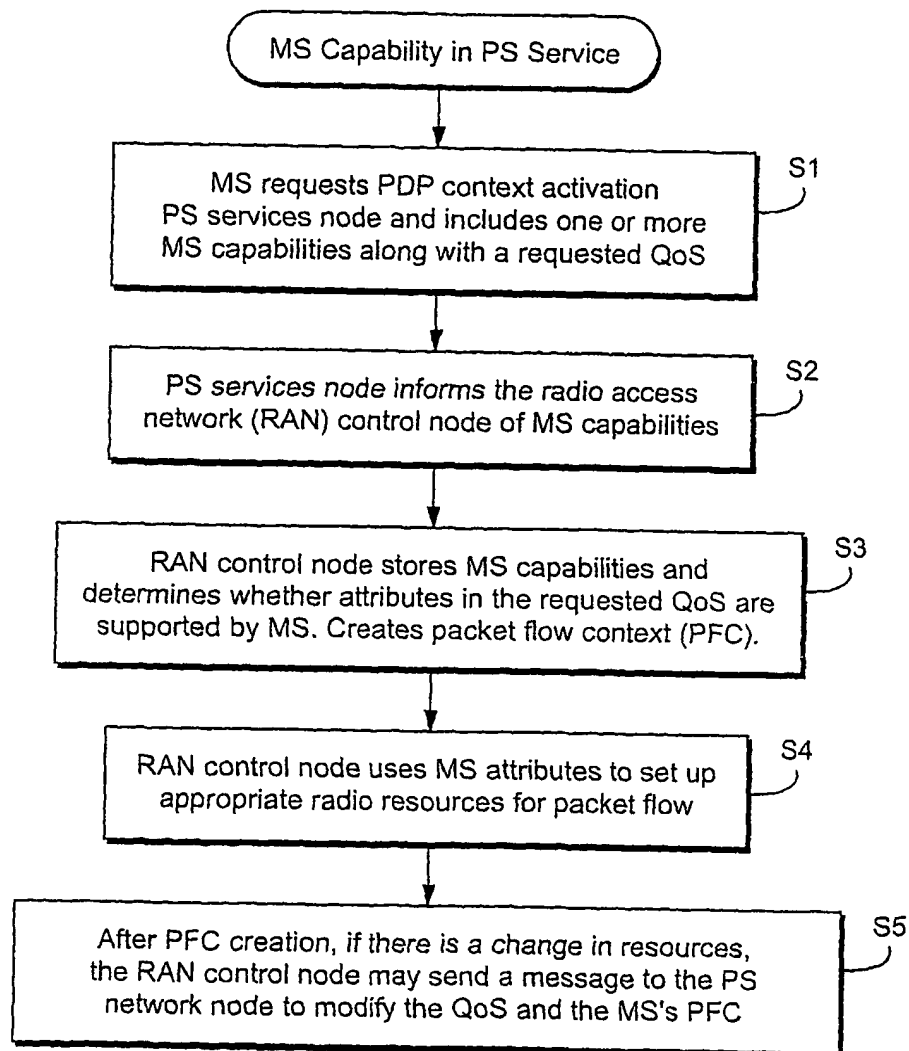 MS Capability in PS Service
S1
MS requests PDP context activation
PS services node and includes one or more
MS capabilities along with a requested QoS
S2
PS services node informs the radio access
network (RAN) control node of MS capabilities
S3
RAN control node stores MS capabilities and
determines whether attributes in the requested QoS are
supported by MS. Creates packet flow context (PFC).
S4
RAN control node uses MS attributes to set up
appropriate radio resources for packet flow
S5
After PFC creation, if there is a change in resources,
the RAN control node may send a message to the PS
network node to modify the QoS and the MS's PFC